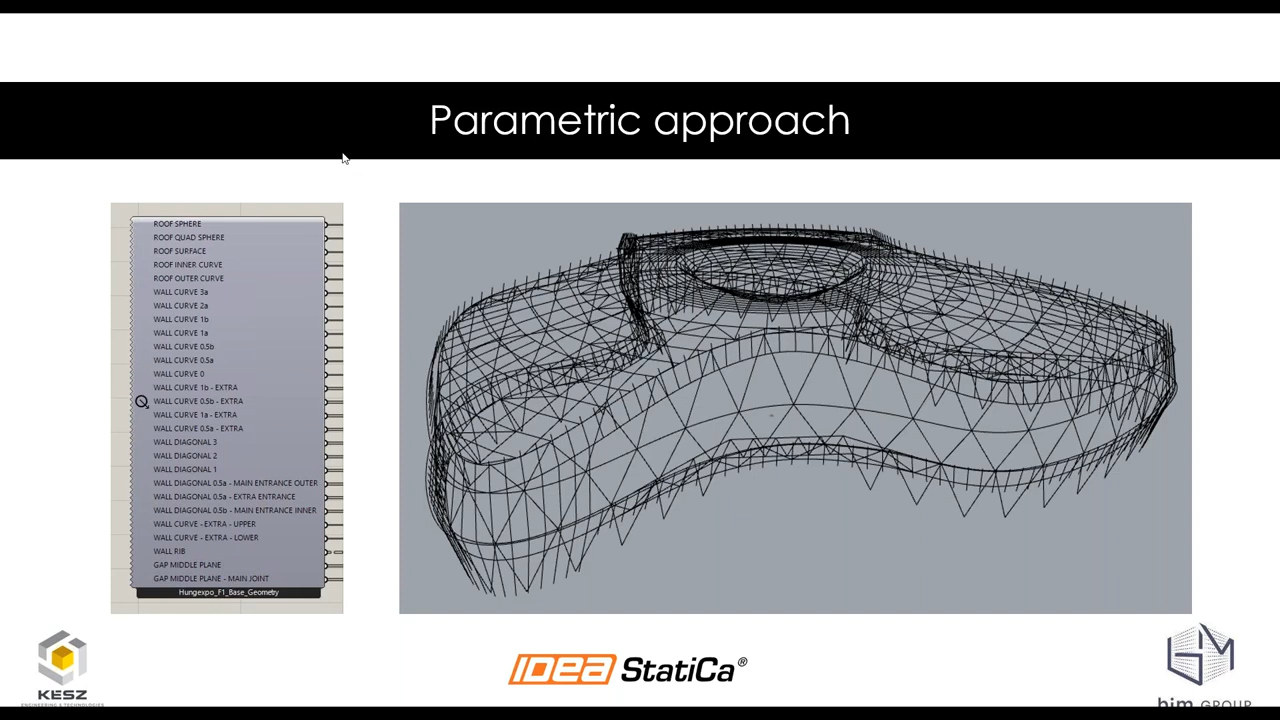 Parametric approach
ROOF SPHERE
ROOF QUAD SPHERE
ROOF SURFACE
ROOF INNER CURVE
ROOF OUTER CURVE
WALL CURVE 3a
WALL CURVE 2a
WALL CURVE 1b
WALL CURVE 1a
WALL CURVE 0.5b
WALL CURVE 0.5a
WALL CURVE 0
WALL CURVE 1b - EXTRA
WALL CURVE 0.5b - EXTRA
WALL CURVE 1a - EXTRA
WALL CURVE 0.5a - EXTRA
WALL DIAGONAL 3
WALL DIAGONAL 2
WALL DIAGONAL 1
WALL DIAGONAL 0.5a - MAIN ENTRANCE OUTER
WALL DIAGONAL 0.5a - EXTRA ENTRANCE
WALL DIAGONAL 0.5b - MAIN ENTRANCE INNER
WALL CURVE - EXTRA - UPPER
WALL CURVE - EXTRA - LOWER
WALL RIB
GAP MIDDLE PLANE
GAP MIDDLE PLANE - MAIN JOINT
Hungexpo_F1_Base_Geometry
KESZ
ENGINEERING & TECHNOLOGIES
IDEA StatiCa®
bim GROUP